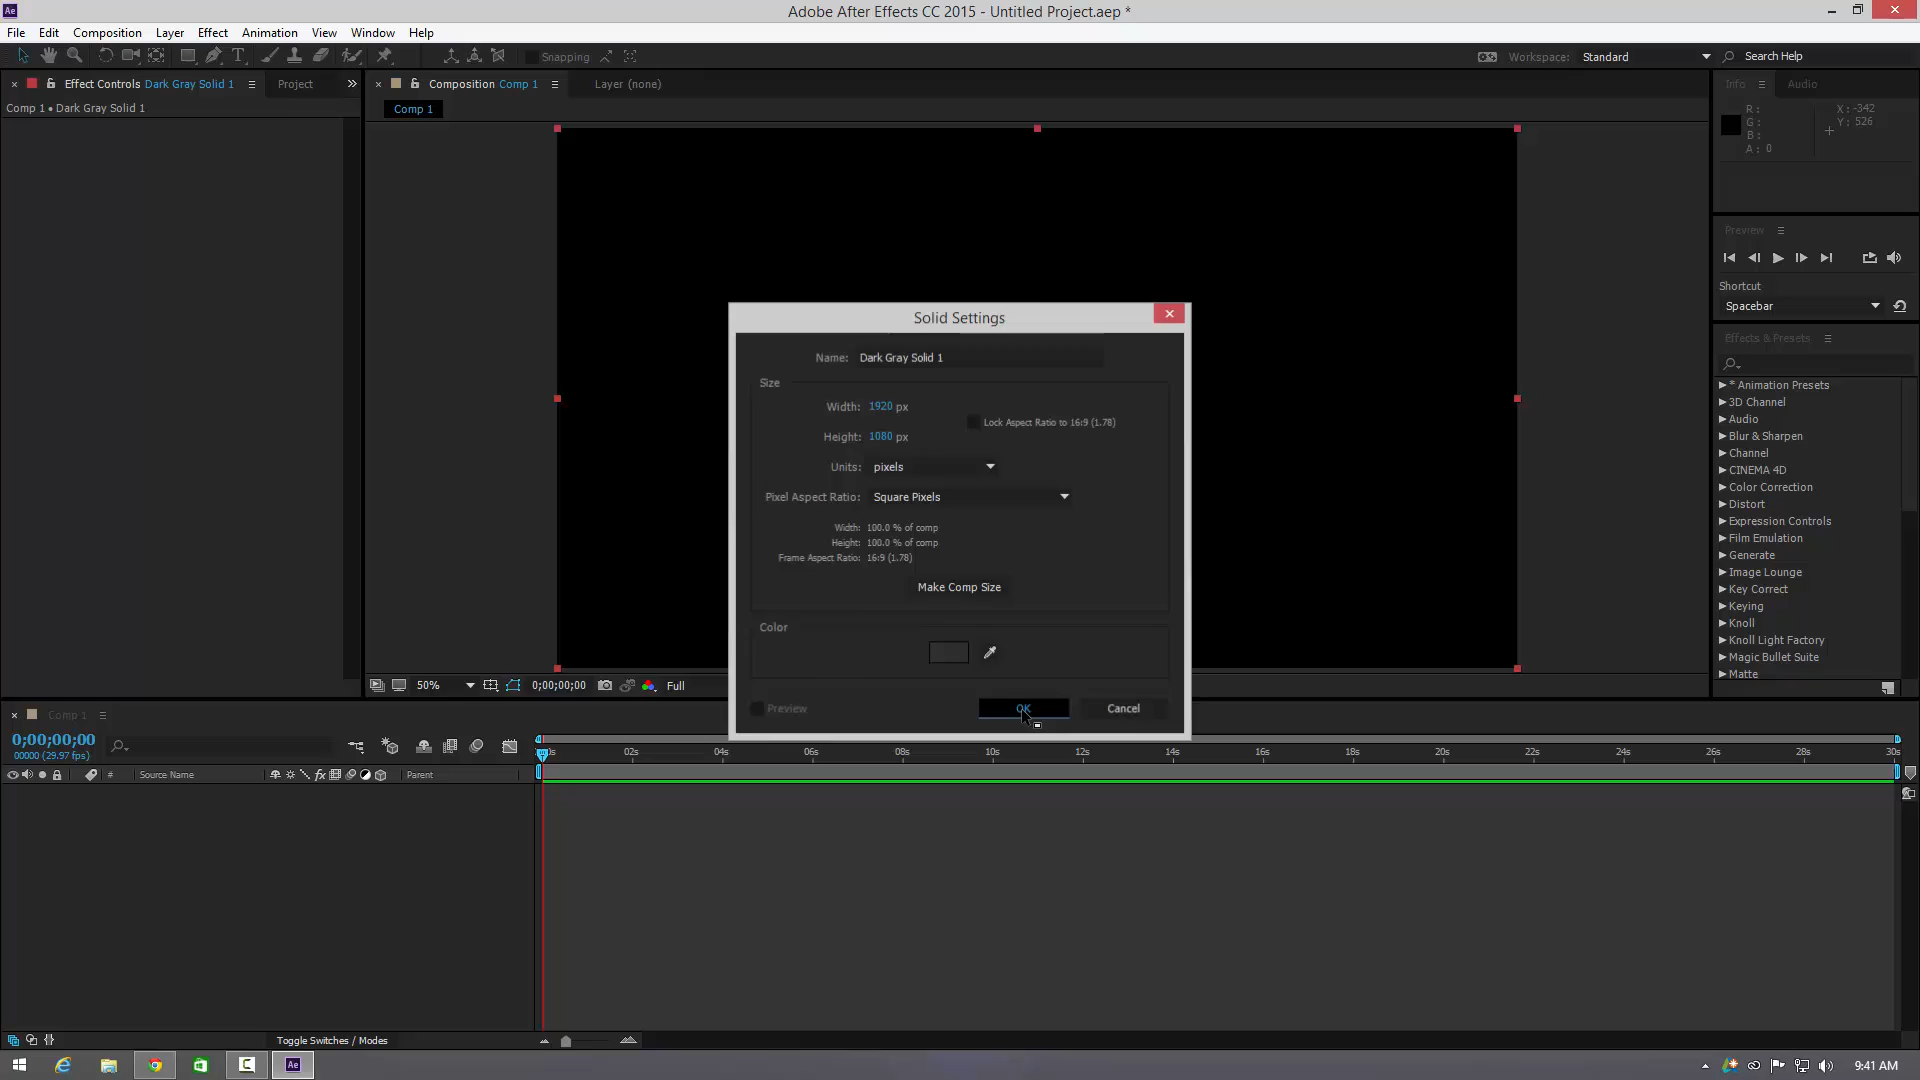 Ae
Adobe After Effects CC 2015 - Untitled Project.aep *
File Edit Composition Layer Effect Animation View Window Help
Snapping
Workspace: Standard
Search Help
Effect Controls Dark Gray Solid 1
Project
Composition Comp 1
Layer (none)
Info
Audio
Comp 1 • Dark Gray Solid 1
Comp 1
R :
G :
B :
A : 0
X : -342
Y : 526
Preview
Shortcut
Spacebar
Effects & Presets
* Animation Presets
3D Channel
Audio
Blur & Sharpen
Channel
CINEMA 4D
Color Correction
Distort
Expression Controls
Film Emulation
Generate
Image Lounge
Key Correct
Keying
Knoll
Knoll Light Factory
Magic Bullet Suite
Matte
Solid Settings
Name: Dark Gray Solid 1
Size
Width: 1920 px
Height: 1080 px
Lock Aspect Ratio to 16:9 (1.78)
Units: pixels
Pixel Aspect Ratio: Square Pixels
Width: 100.0 % of comp
Height: 100.0 % of comp
Frame Aspect Ratio: 16:9 (1.78)
Make Comp Size
Color
Preview
OK
Cancel
50%
0;00;00;00
Full
Comp 1
0;00;00;00
00000 (29.97 fps)
02s 04s 06s 08s 10s 12s 14s 16s 18s 20s 22s 24s 26s 28s 30s
# Source Name
fx
Parent
Toggle Switches / Modes
Ae
9:41 AM